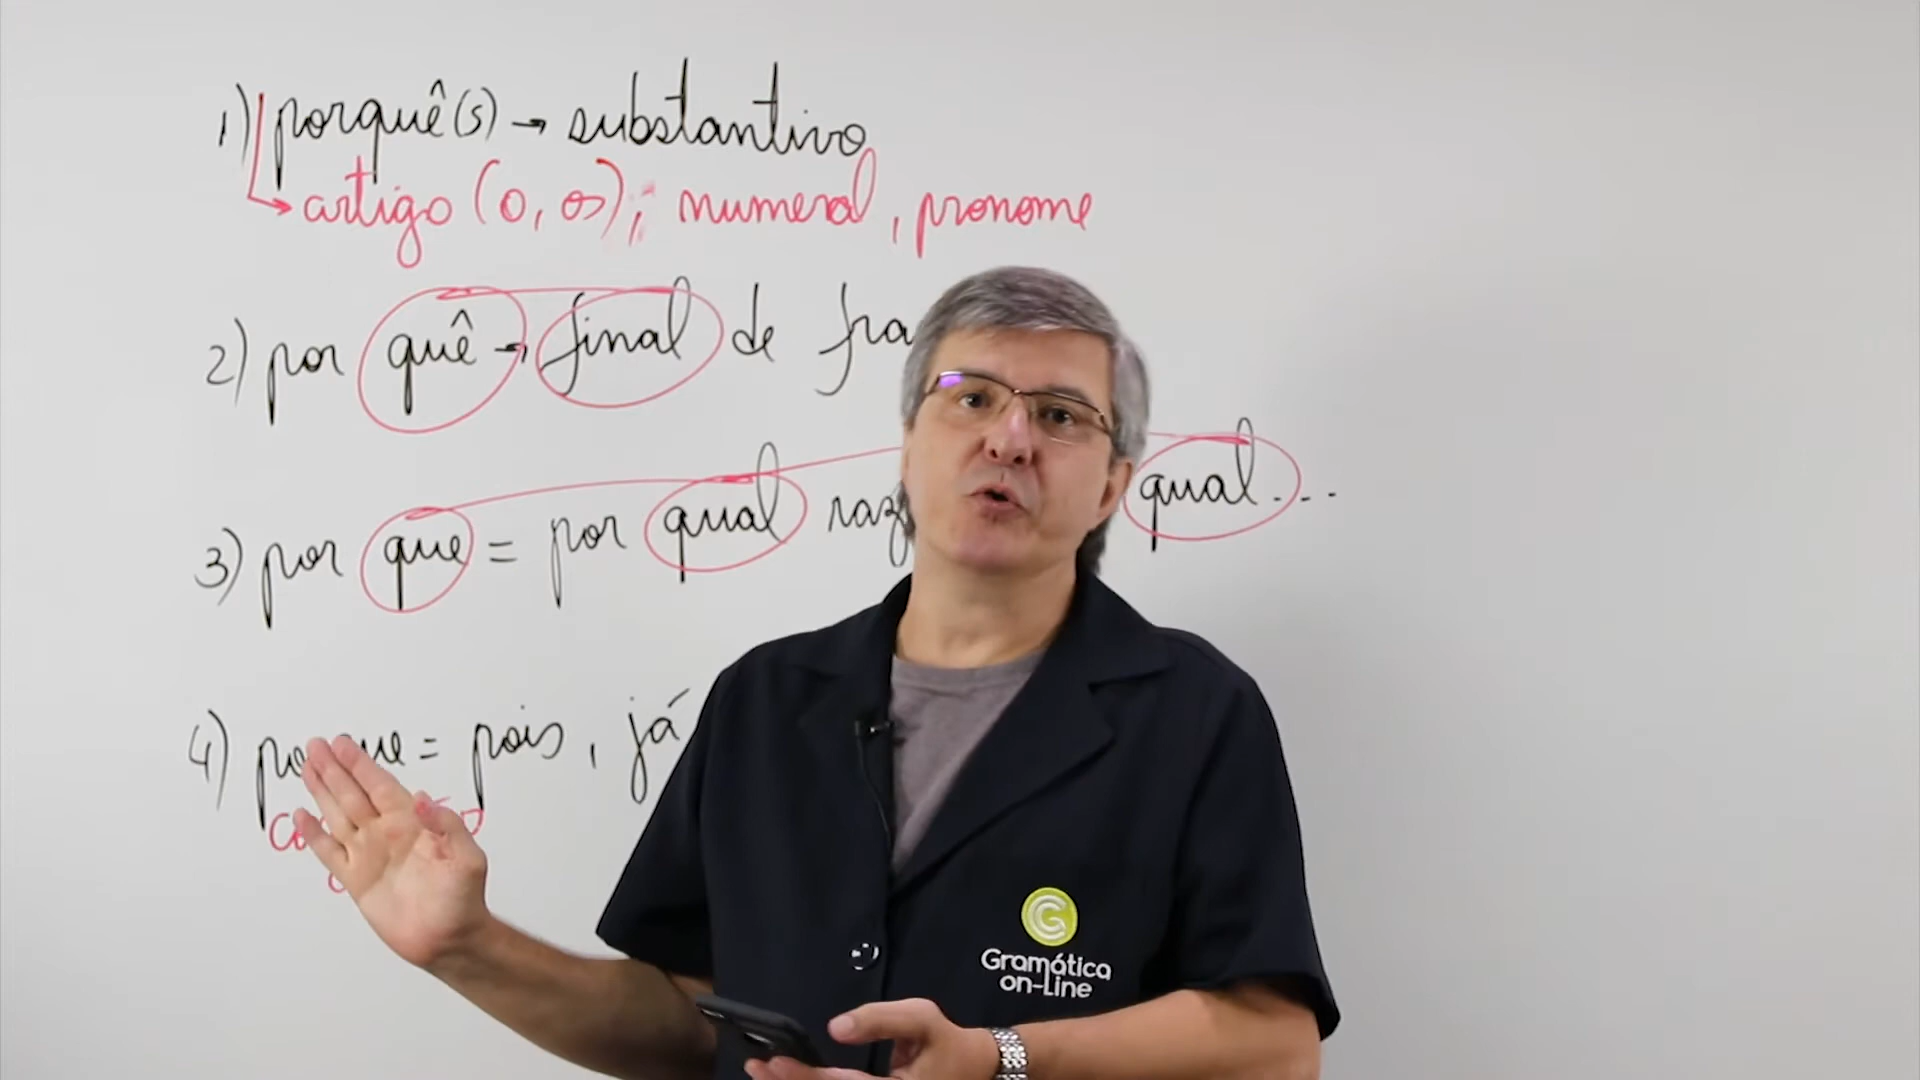 1) porquê(s) → substantivo
artigo (o, os); numeral, pronome
2) por quê → final de
3) por que = por qual qual...
4) = pois, já
Gramática
on-Line